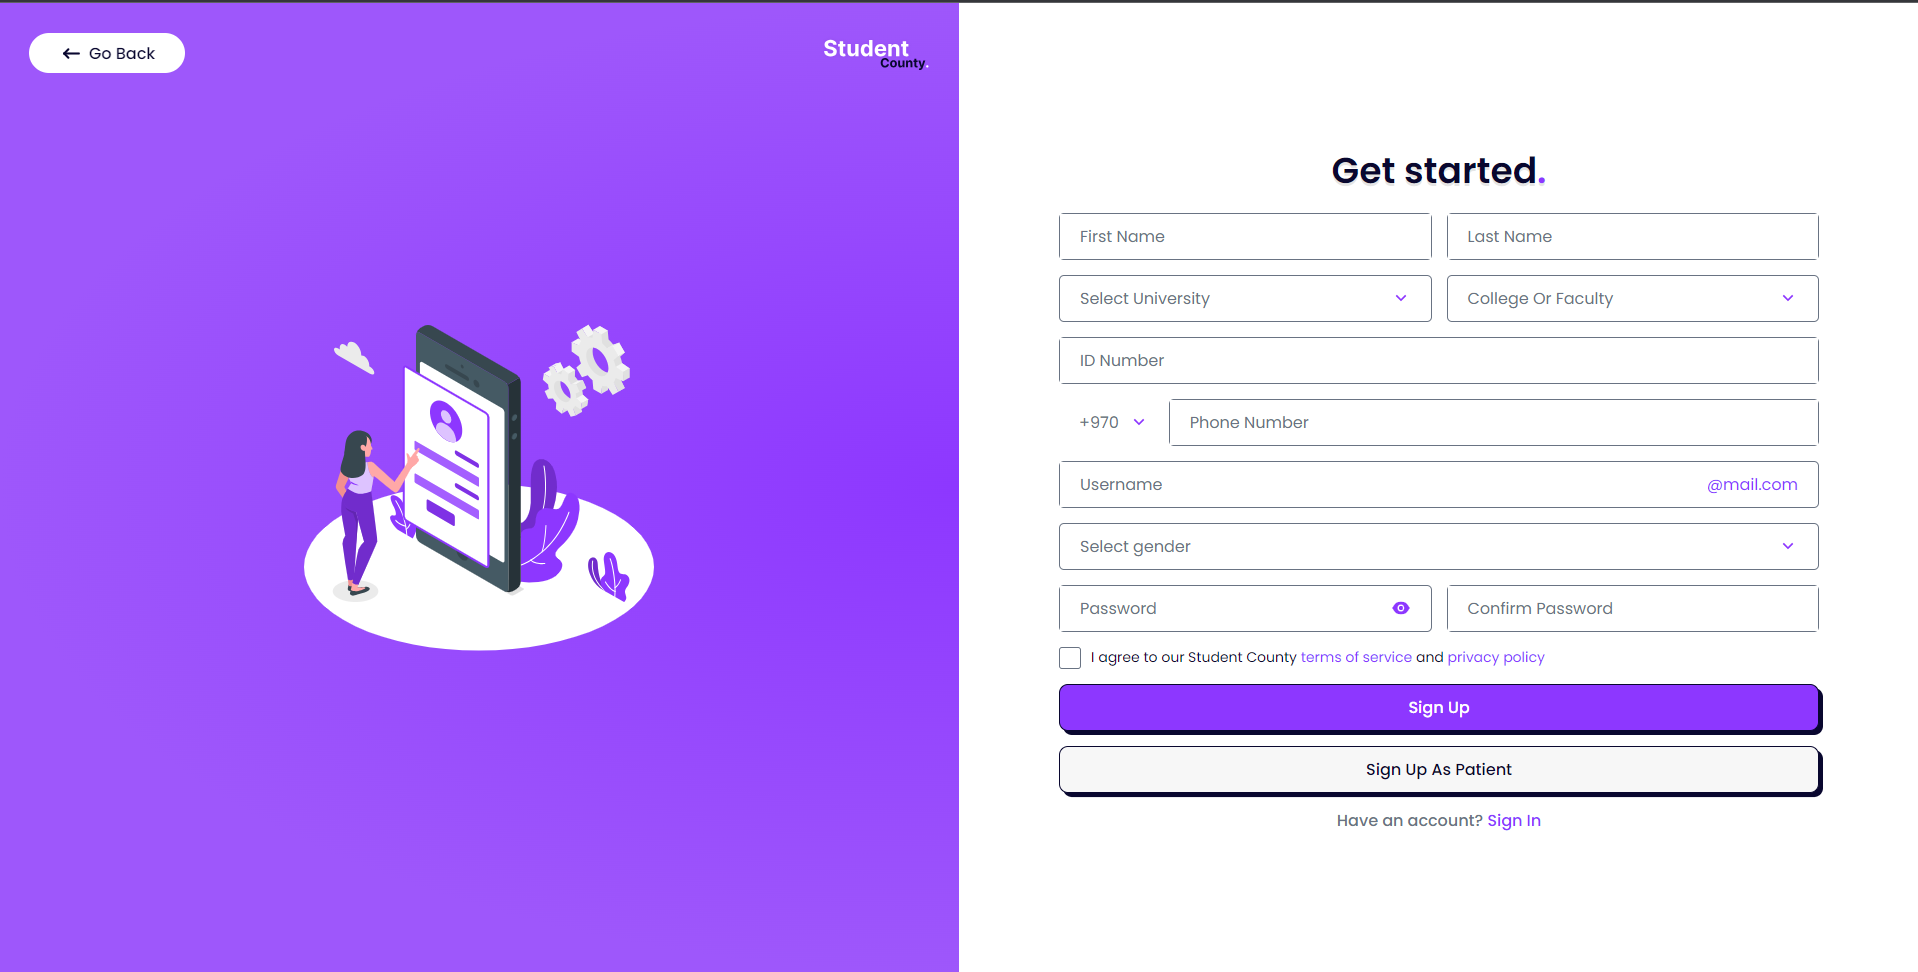 Go Back
Student
County.
Get started.
First Name
Last Name
Select University
College Or Faculty
ID Number
+970
Phone Number
Username
@mail.com
Select gender
Password
Confirm Password
I agree to our Student County terms of service and privacy policy
Sign Up
Sign Up As Patient
Have an account? Sign In